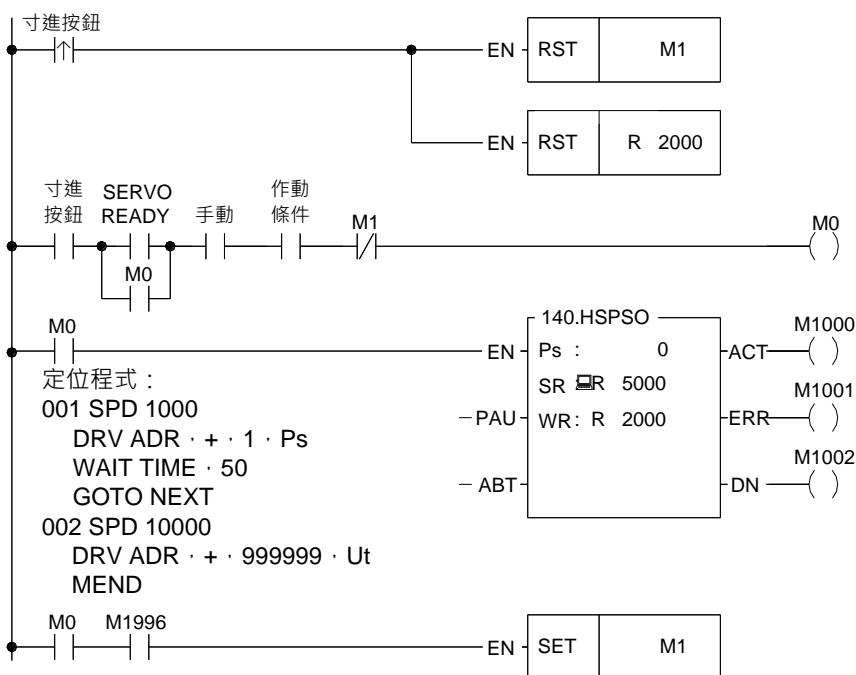 寸進按鈕
EN RST M1
EN RST R 2000
寸進
按鈕
SERVO
READY
手動
作動
條件
M1
M0
M0
M0
EN
140.HSPSO
Ps : 0
SR R 5000
WR : R 2000
PAU
ABT
ACT
ERR
DN
M1000
M1001
M1002
定位程式：
001 SPD 1000
DRV ADR，+，1，Ps
WAIT TIME，50
GOTO NEXT
002 SPD 10000
DRV ADR，+，999999，Ut
MEND
M0 M1996
EN SET M1